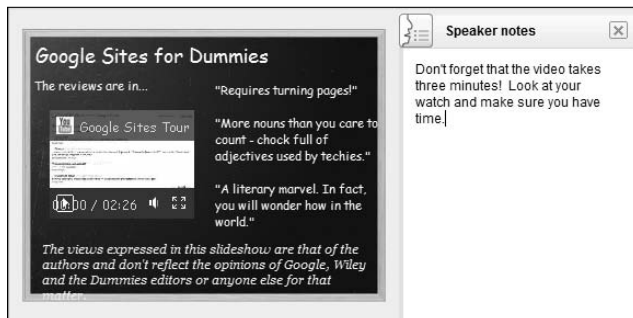 Google Sites for Dummies
The reviews are in...
You
Tube
Google Sites Tour
00:00 / 02:26
"Requires turning pages!"
"More nouns than you care to
count - chock full of
adjectives used by techies."
"A literary marvel. In fact,
you will wonder how in the
world."
The views expressed in this slideshow are that of the
authors and don't reflect the opinions of Google, Wiley
and the Dummies editors or anyone else for that
matter.
Speaker notes
Don't forget that the video takes
three minutes! Look at your
watch and make sure you have
time.